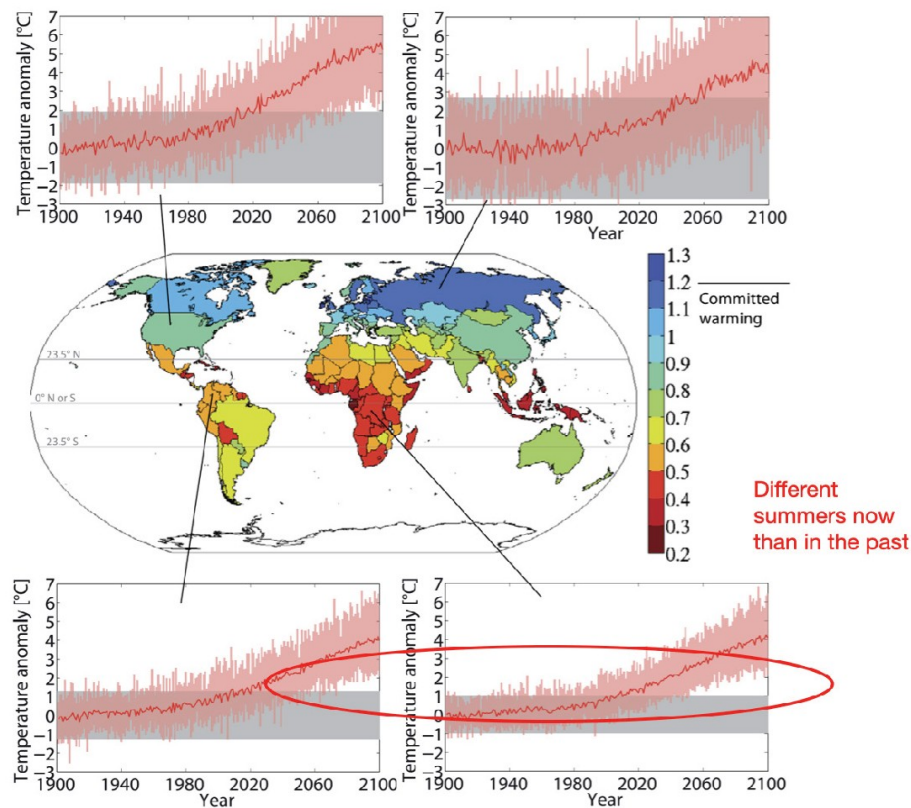 Temperature anomaly [°C]
7
6
5
4
3
2
1
0
−1
−2
−3
1900 1940 1980 2020 2060 2100
Temperature anomaly [°C]
7
6
5
4
3
2
1
0
−1
−2
−3
1900 1940 1980 2020 2060 2100
Year
73.5° N
0° N or S
23.5° S
1.3
1.2
1.1
1
0.9
0.8
0.7
0.6
0.5
0.4
0.3
0.2
Committed
warming
Different
summers now
than in the past
Temperature anomaly [°C]
7
6
5
4
3
2
1
0
−1
−2
−3
1900 1940 1980 2020 2060 2100
Year
Temperature anomaly [°C]
7
6
5
4
3
2
1
0
−1
−2
−3
1900 1940 1980 2020 2060 2100
Year